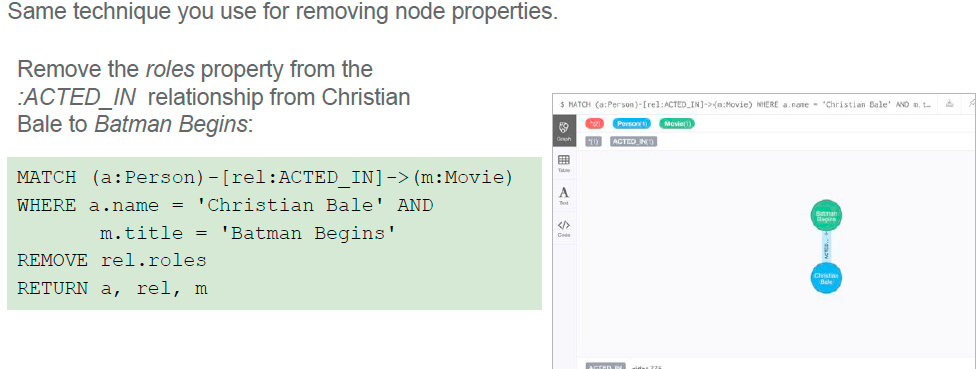 Same technique you use for removing node properties.
Remove the roles property from the
:ACTED_IN relationship from Christian
Bale to Batman Begins:
MATCH (a:Person)-[rel:ACTED_IN]->(m:Movie)
WHERE a.name = 'Christian Bale' AND
m.title = 'Batman Begins'
REMOVE rel.roles
RETURN a, rel, m
$ MATCH (a:Person)-[rel:ACTED_IN]->(m:Movie) WHERE a.name = 'Christian Bale' AND m.t…
Graph
*(2) Person(1) Movie(1)
*(1) ACTED_IN(1)
Table
A
Text
</>
Code
Batman
Begins
ACTED_…
Christian
Bale
ACTED_IN